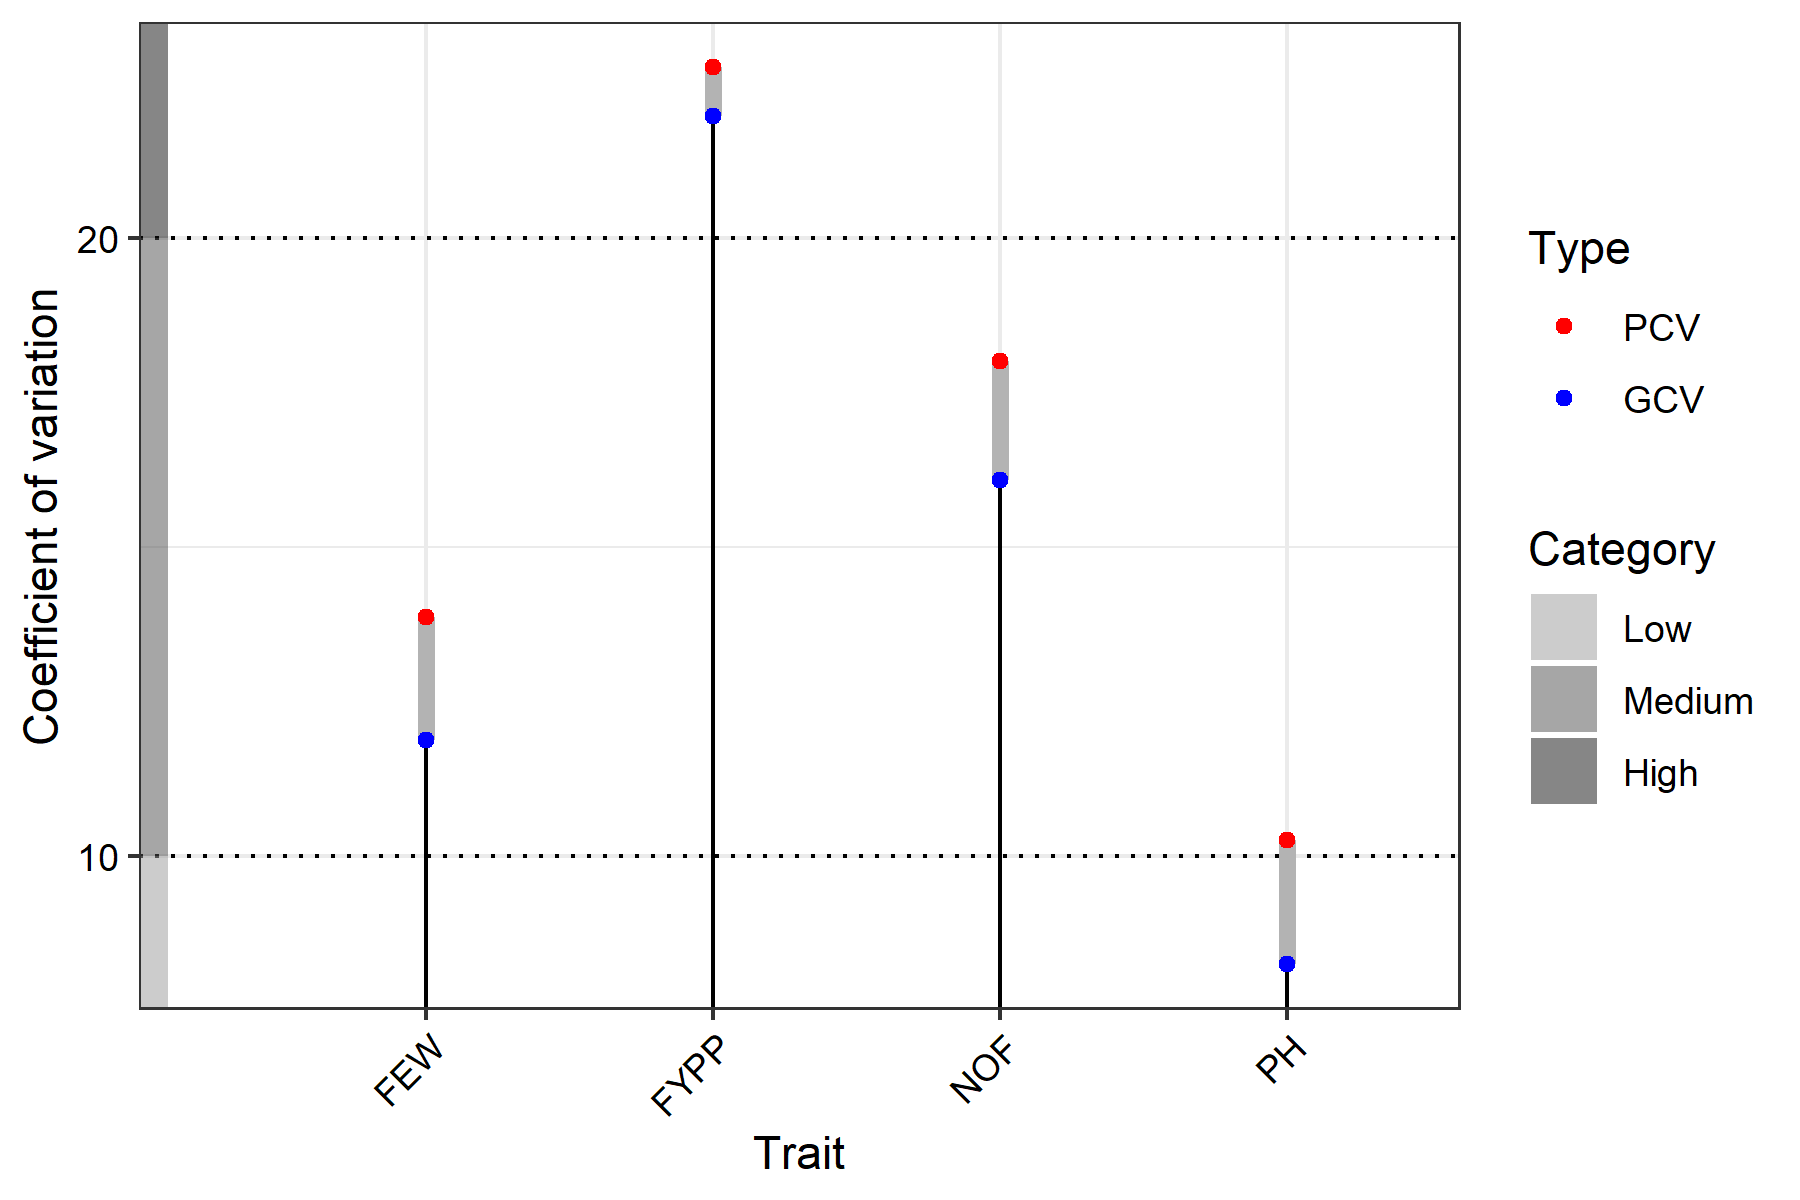 Coefficient of variation
20
10
FEW
FYPP
NOF
PH
Trait
Type
PCV
GCV
Category
Low
Medium
High